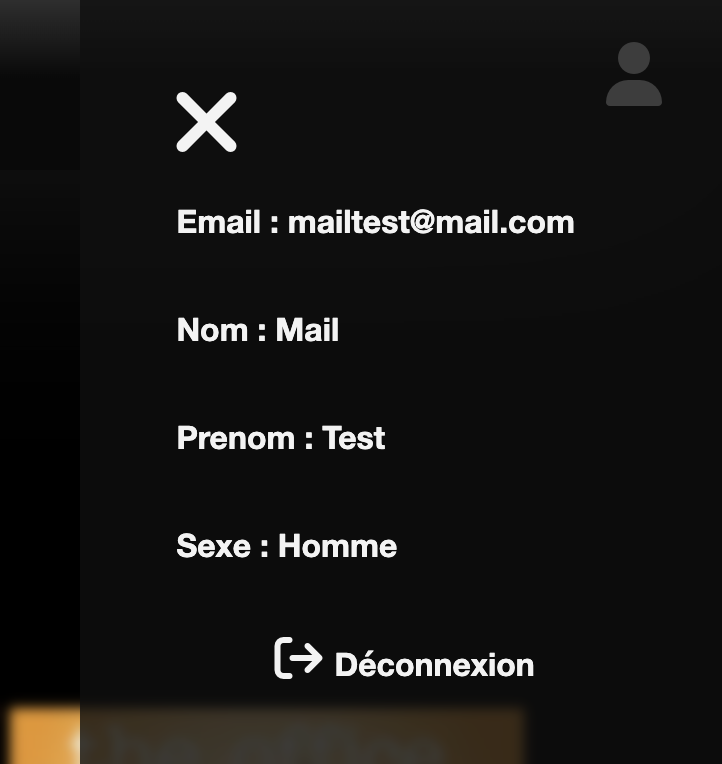 Email : mailtest@mail.com
Nom : Mail
Prenom : Test
Sexe : Homme
Déconnexion